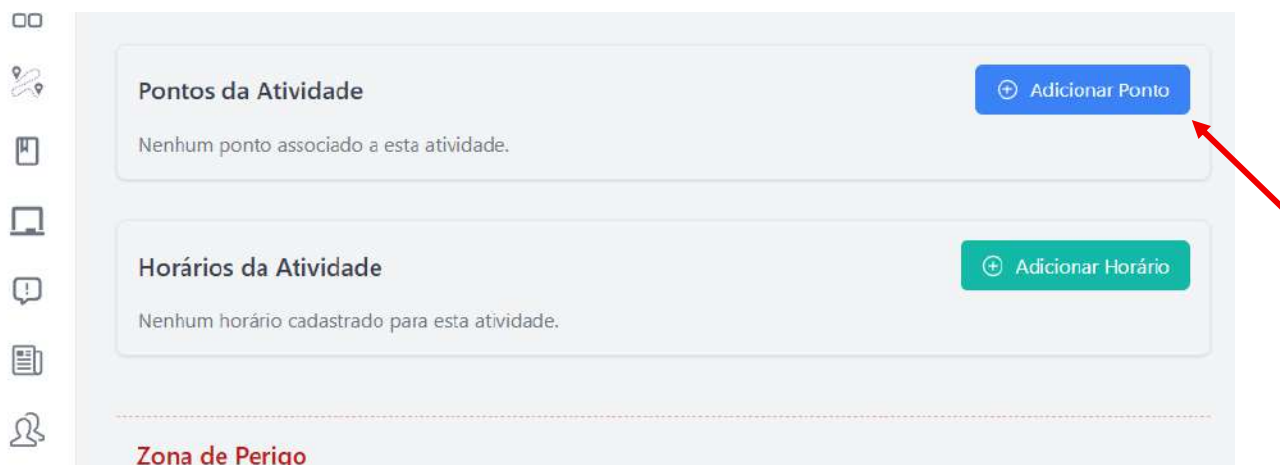 Pontos da Atividade
Adicionar Ponto
Nenhum ponto associado a esta atividade.
Horários da Atividade
Adicionar Horário
Nenhum horário cadastrado para esta atividade.
Zona de Perigo